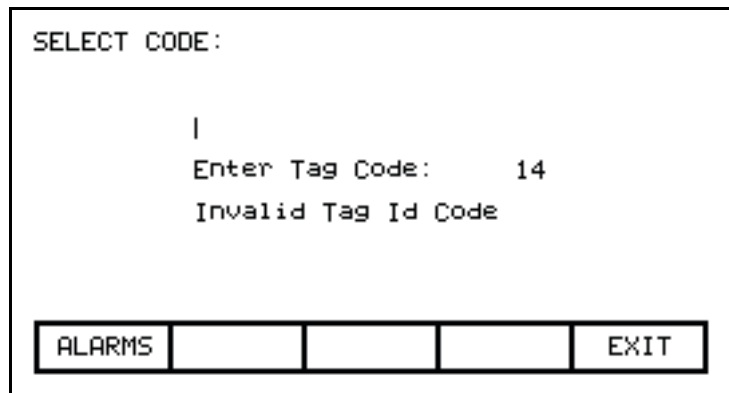 SELECT CODE:
Enter Tag Code: 14
Invalid Tag Id Code
ALARMS EXIT